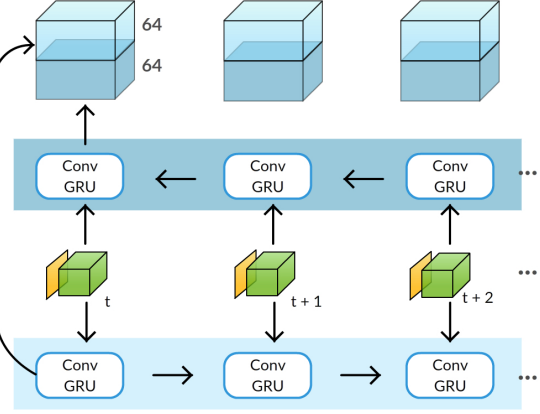 64
64
Conv
GRU
Conv
GRU
Conv
GRU
...
t
t + 1
t + 2
...
Conv
GRU
Conv
GRU
Conv
GRU
...